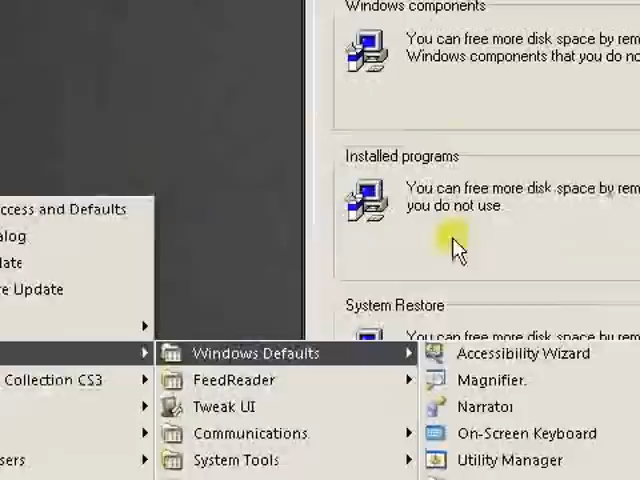 Windows components
You can free more disk space by rem
Windows components that you do no
Installed programs
You can free more disk space by rem
you do not use.
System Restore
You can free more disk space by rem
ccess and Defaults
alog
ate
re Update
Collection CS3
sers
Windows Defaults
FeedReader
Tweak UI
Communications
System Tools
Accessibility Wizard
Magnifier.
Narrator
On-Screen Keyboard
Utility Manager